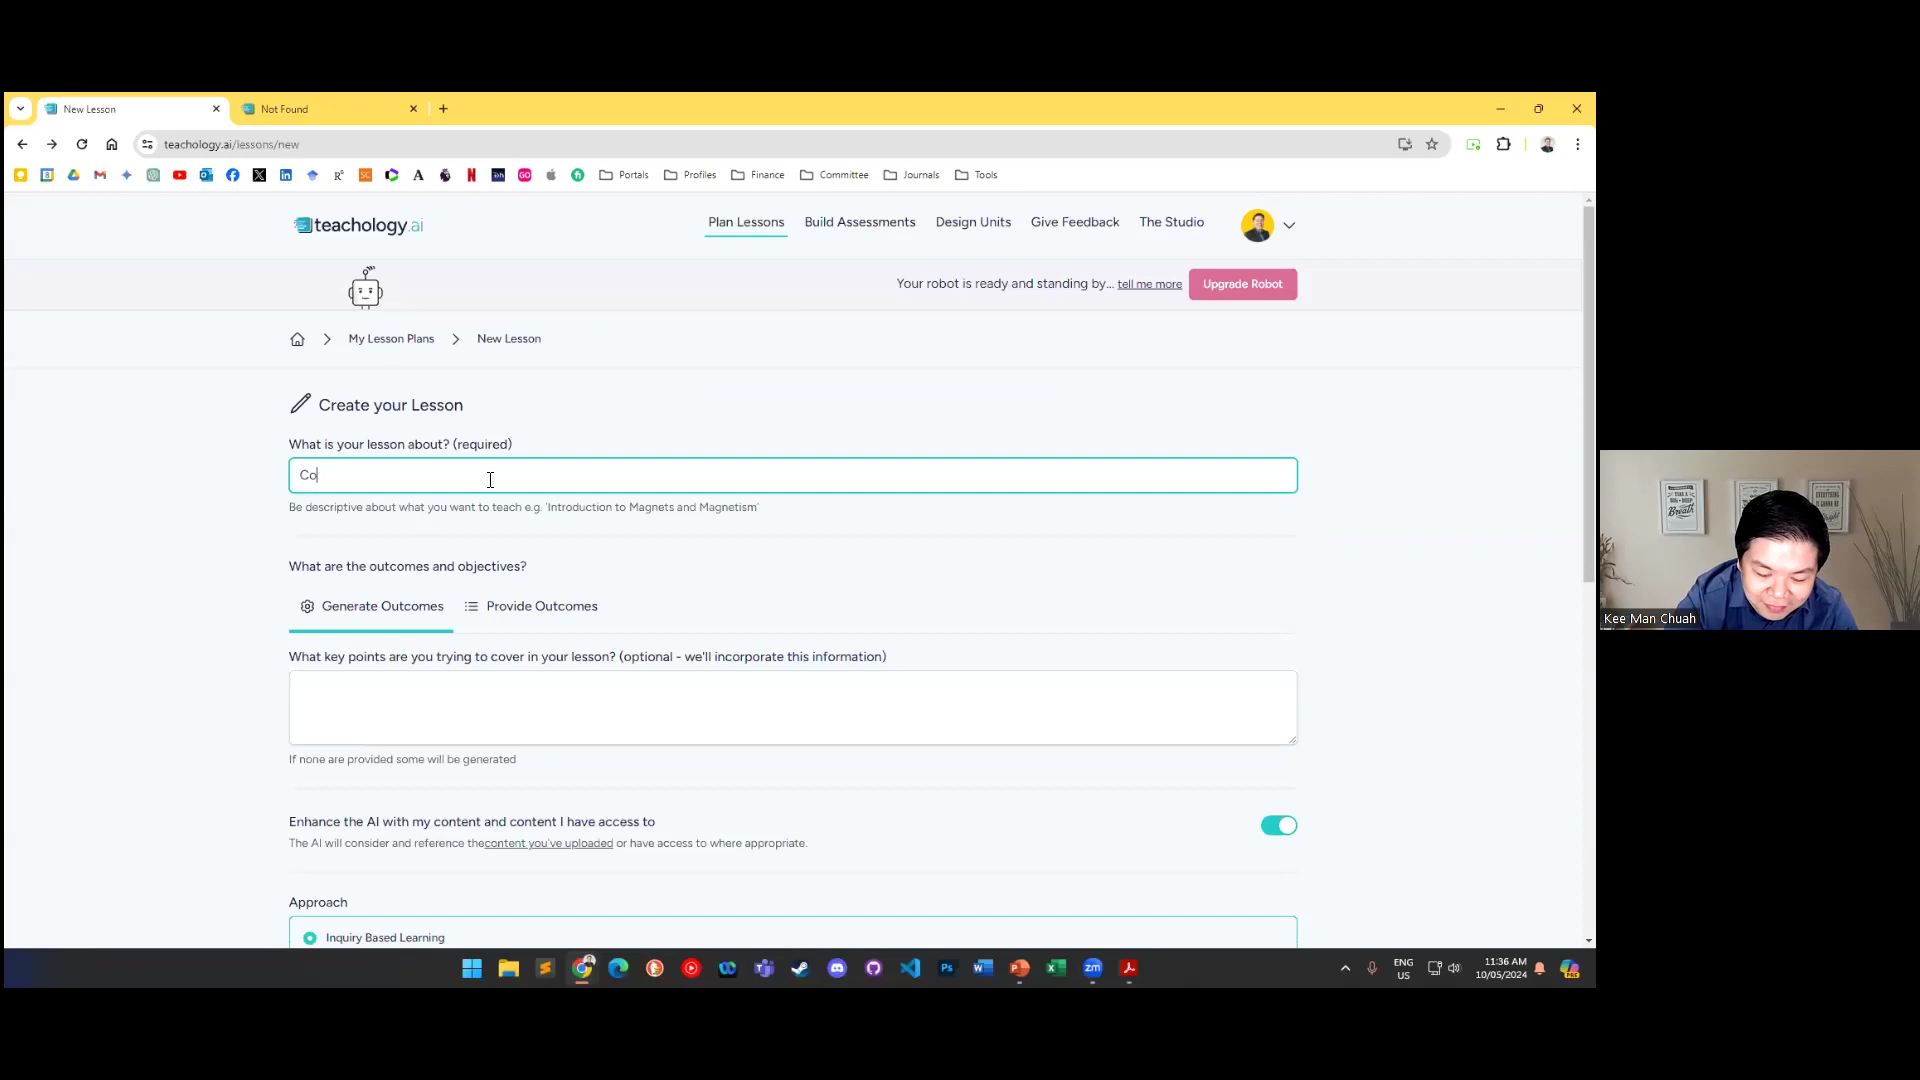 New Lesson
Not Found
teachology.ai/lessons/new
Portals
Profiles
Finance
Committee
Journals
Tools
teachology.ai
Plan Lessons
Build Assessments
Design Units
Give Feedback
The Studio
Your robot is ready and standing by... tell me more
Upgrade Robot
My Lesson Plans
New Lesson
Create your Lesson
What is your lesson about? (required)
Co
Be descriptive about what you want to teach e.g. 'Introduction to Magnets and Magnetism'
What are the outcomes and objectives?
Generate Outcomes
Provide Outcomes
What key points are you trying to cover in your lesson? (optional - we'll incorporate this information)
If none are provided some will be generated
Enhance the AI with my content and content I have access to
The AI will consider and reference thecontent you've uploaded or have access to where appropriate.
Approach
Inquiry Based Learning
ENG
US
11:36 AM
10/05/2024
Kee Man Chuah